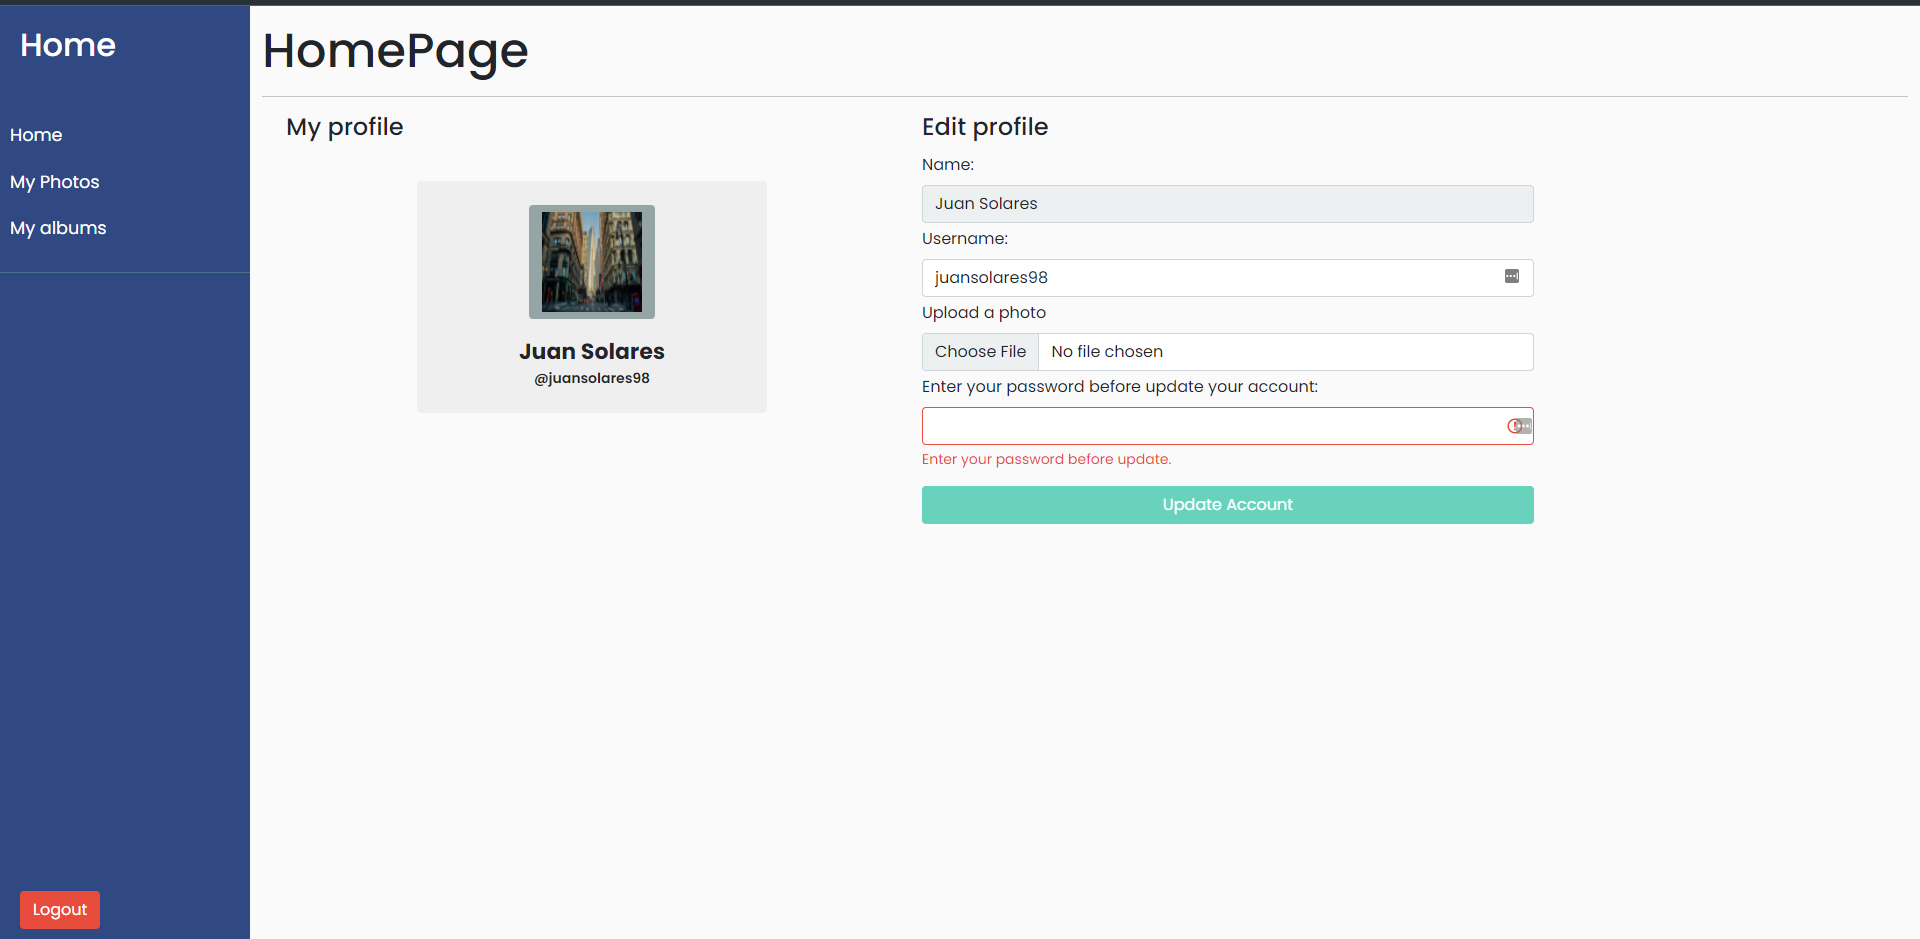 Home
Home
My Photos
My albums
Logout
HomePage
My profile
Juan Solares
@juansolares98
Edit profile
Name:
Juan Solares
Username:
juansolares98
Upload a photo
Choose File No file chosen
Enter your password before update your account:
Enter your password before update.
Update Account